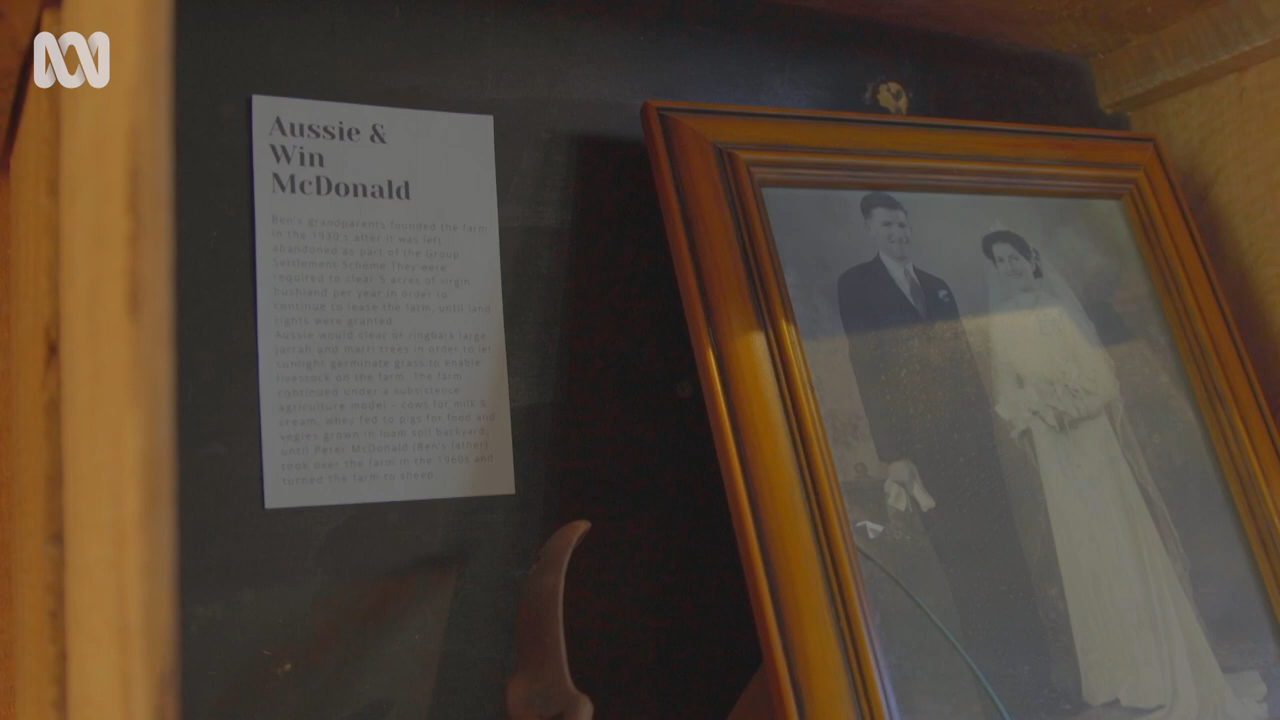 Aussie &
Win
McDonald
Ben's grandparents founded the farm
in the 1930's after it was left
abandoned as part of the Group
Settlement Scheme. They were
required to clear 5 acres of virgin
bushland per year in order to
continue to lease the farm, until land
rights were granted.
Aussie would clear or ringbark large
jarrah and marri trees in order to let
sunlight germinate grass to enable
livestock on the farm. The farm
continued under a subsistence
agriculture model - cows for milk &
cream, whey fed to pigs for food and
vegies grown in loam soil backyard,
until Peter McDonald (Ben's father)
took over the farm in the 1960s and
turned the farm to sheep.